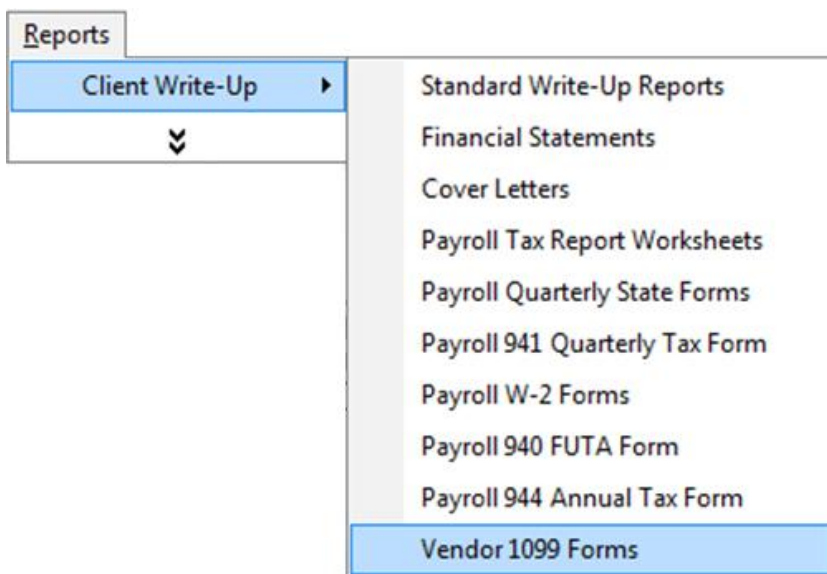 Reports
Client Write-Up
Standard Write-Up Reports
Financial Statements
Cover Letters
Payroll Tax Report Worksheets
Payroll Quarterly State Forms
Payroll 941 Quarterly Tax Form
Payroll W-2 Forms
Payroll 940 FUTA Form
Payroll 944 Annual Tax Form
Vendor 1099 Forms